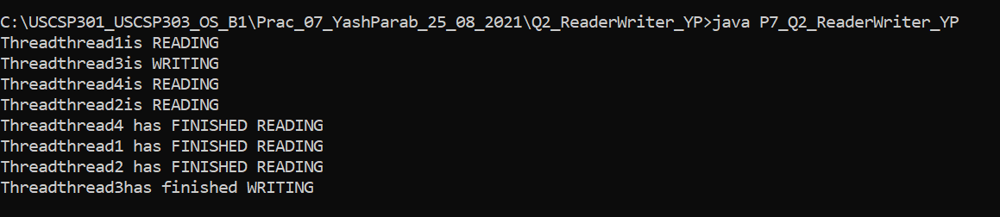 C:\USCSP301_USCSP303_OS_B1\Prac_07_YashParab_25_08_2021\Q2_ReaderWriter_YP>java P7_Q2_ReaderWriter_YP
Threadthread1is READING
Threadthread3is WRITING
Threadthread4is READING
Threadthread2is READING
Threadthread4 has FINISHED READING
Threadthread1 has FINISHED READING
Threadthread2 has FINISHED READING
Threadthread3has finished WRITING